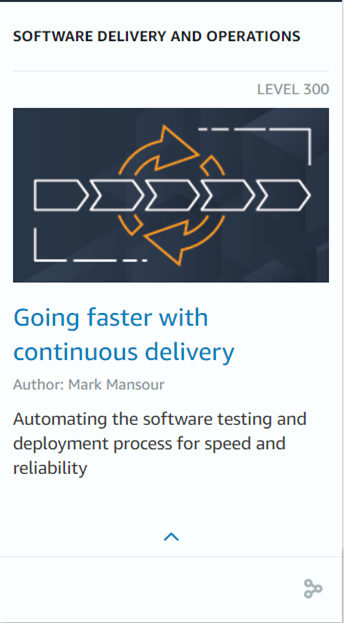 SOFTWARE DELIVERY AND OPERATIONS
LEVEL 300
Going faster with
continuous delivery
Author: Mark Mansour
Automating the software testing and
deployment process for speed and
reliability